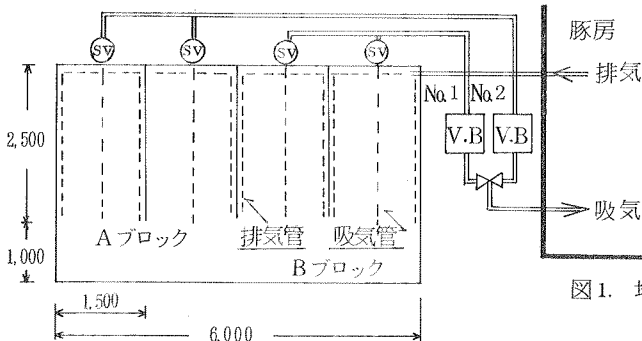 SV
SV
SV
SV
豚房
排気
No.1
No.2
V.B
V.B
2,500
吸気
Aブロック
排気管
吸気管
Bブロック
1,000
1,500
6,000
図1.